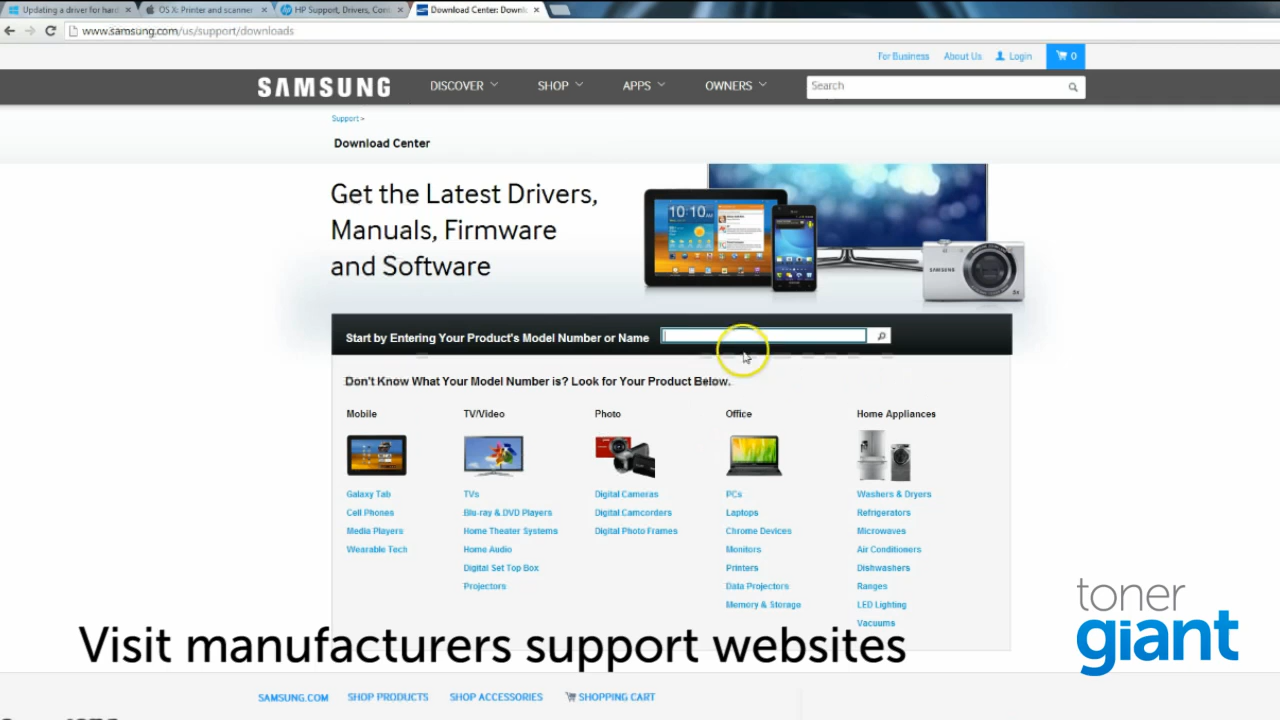 Updating a driver for hard
OS X: Printer and scanner
HP Support, Drivers, Cont
Download Center: Downl
www.samsung.com/us/support/downloads
For Business
About Us
Login
0
SAMSUNG
DISCOVER
SHOP
APPS
OWNERS
Search
Support >
Download Center
Get the Latest Drivers,
Manuals, Firmware
and Software
10:10
SAMSUNG
Start by Entering Your Product's Model Number or Name
Don't Know What Your Model Number is? Look for Your Product Below.
Mobile
Galaxy Tab
Cell Phones
Media Players
Wearable Tech
TV/Video
TVs
Blu-ray & DVD Players
Home Theater Systems
Home Audio
Digital Set Top Box
Projectors
Photo
Digital Cameras
Digital Camcorders
Digital Photo Frames
Office
PCs
Laptops
Chrome Devices
Monitors
Printers
Data Projectors
Memory & Storage
Home Appliances
Washers & Dryers
Refrigerators
Microwaves
Air Conditioners
Dishwashers
Ranges
LED Lighting
Vacuums
Visit manufacturers support websites
toner
giant
SAMSUNG.COM
SHOP PRODUCTS
SHOP ACCESSORIES
SHOPPING CART